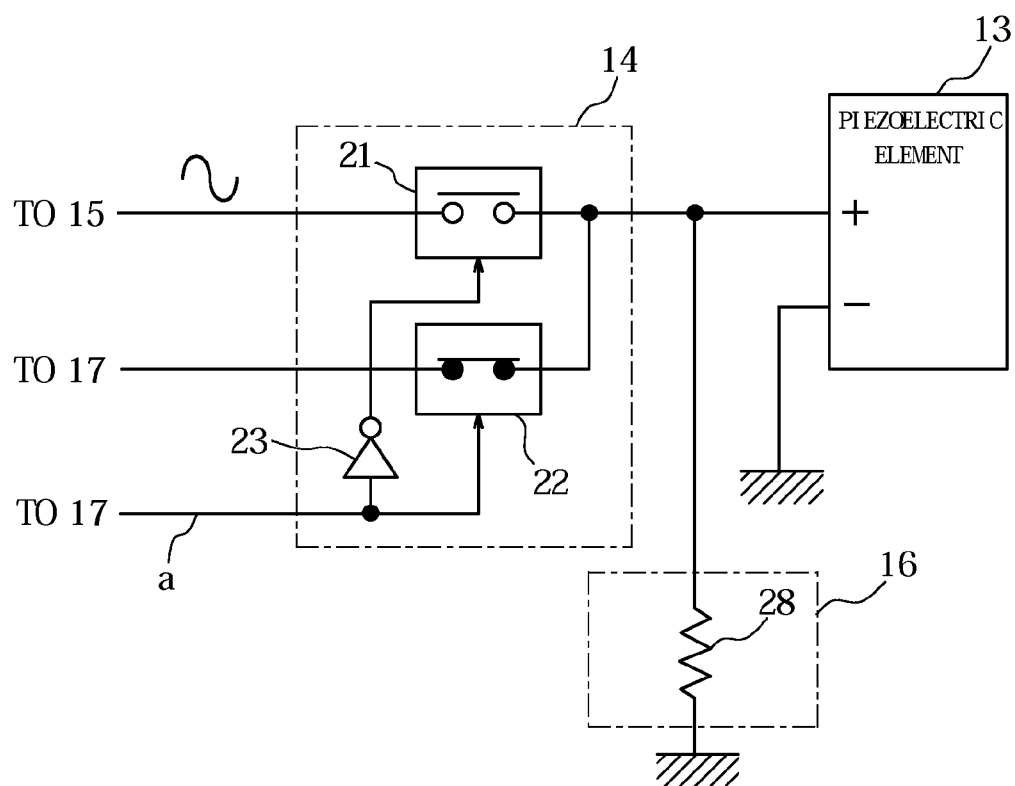 13
14
PIEZOELECTRIC
ELEMENT
21
TO 15
+
−
TO 17
23
22
TO 17
a
16
28